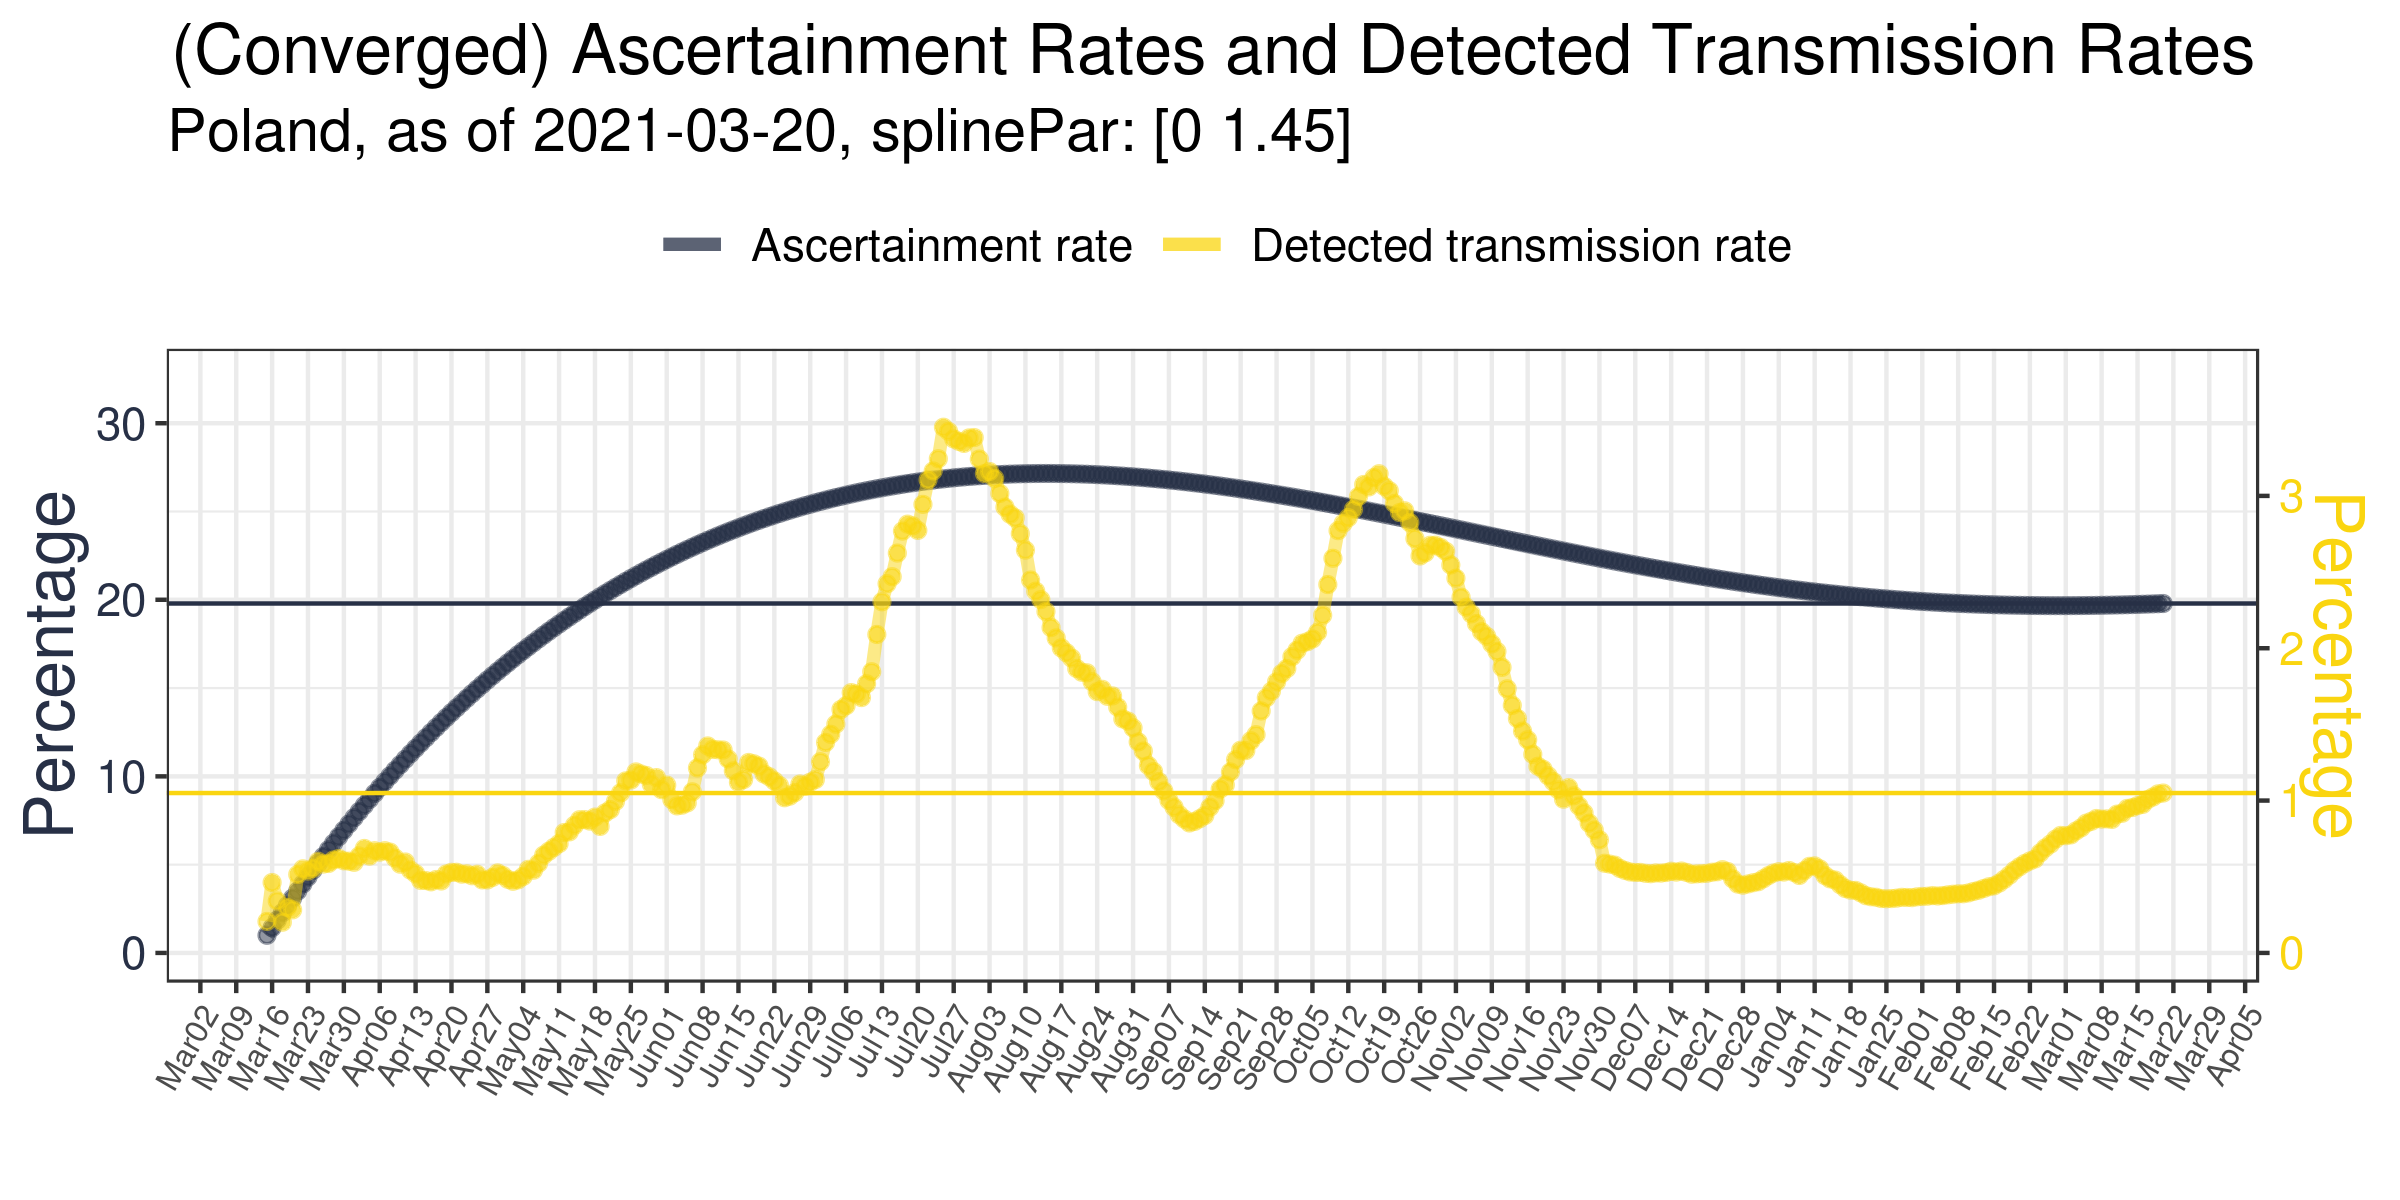 (Converged) Ascertainment Rates and Detected Transmission Rates
Poland, as of 2021-03-20, splinePar: [0 1.45]
Ascertainment rate
Detected transmission rate
Percentage
30
20
10
0
3
2
1
0
Percentage
Mar02
Mar09
Mar16
Mar23
Mar30
Apr06
Apr13
Apr20
Apr27
May04
May11
May18
May25
Jun01
Jun08
Jun15
Jun22
Jun29
Jul06
Jul13
Jul20
Jul27
Aug03
Aug10
Aug17
Aug24
Aug31
Sep07
Sep14
Sep21
Sep28
Oct05
Oct12
Oct19
Oct26
Nov02
Nov09
Nov16
Nov23
Nov30
Dec07
Dec14
Dec21
Dec28
Dec04
Jan11
Jan18
Jan25
Feb01
Feb08
Feb15
Feb22
Mar01
Mar08
Mar15
Mar22
Mar29
Apr05